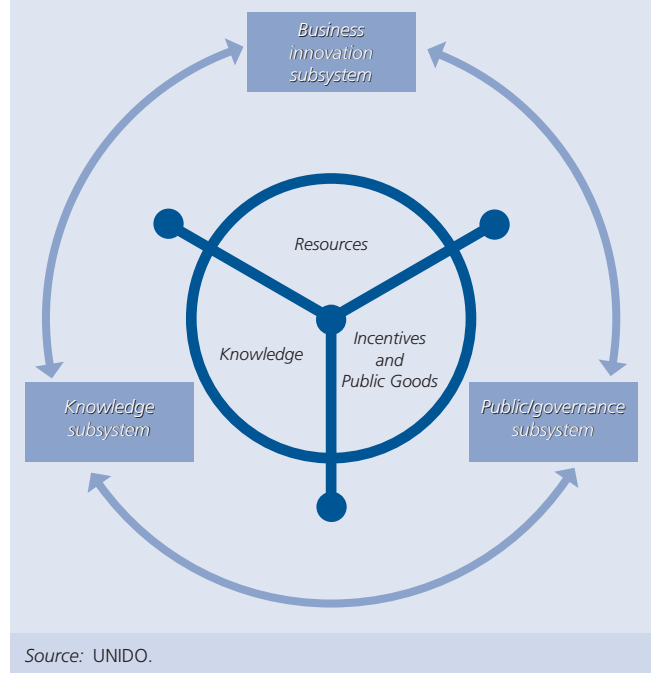 Business
innovation
subsystem
Resources
Knowledge
Incentives
and
Public Goods
Knowledge
subsystem
Public/governance
subsystem
Source: UNIDO.